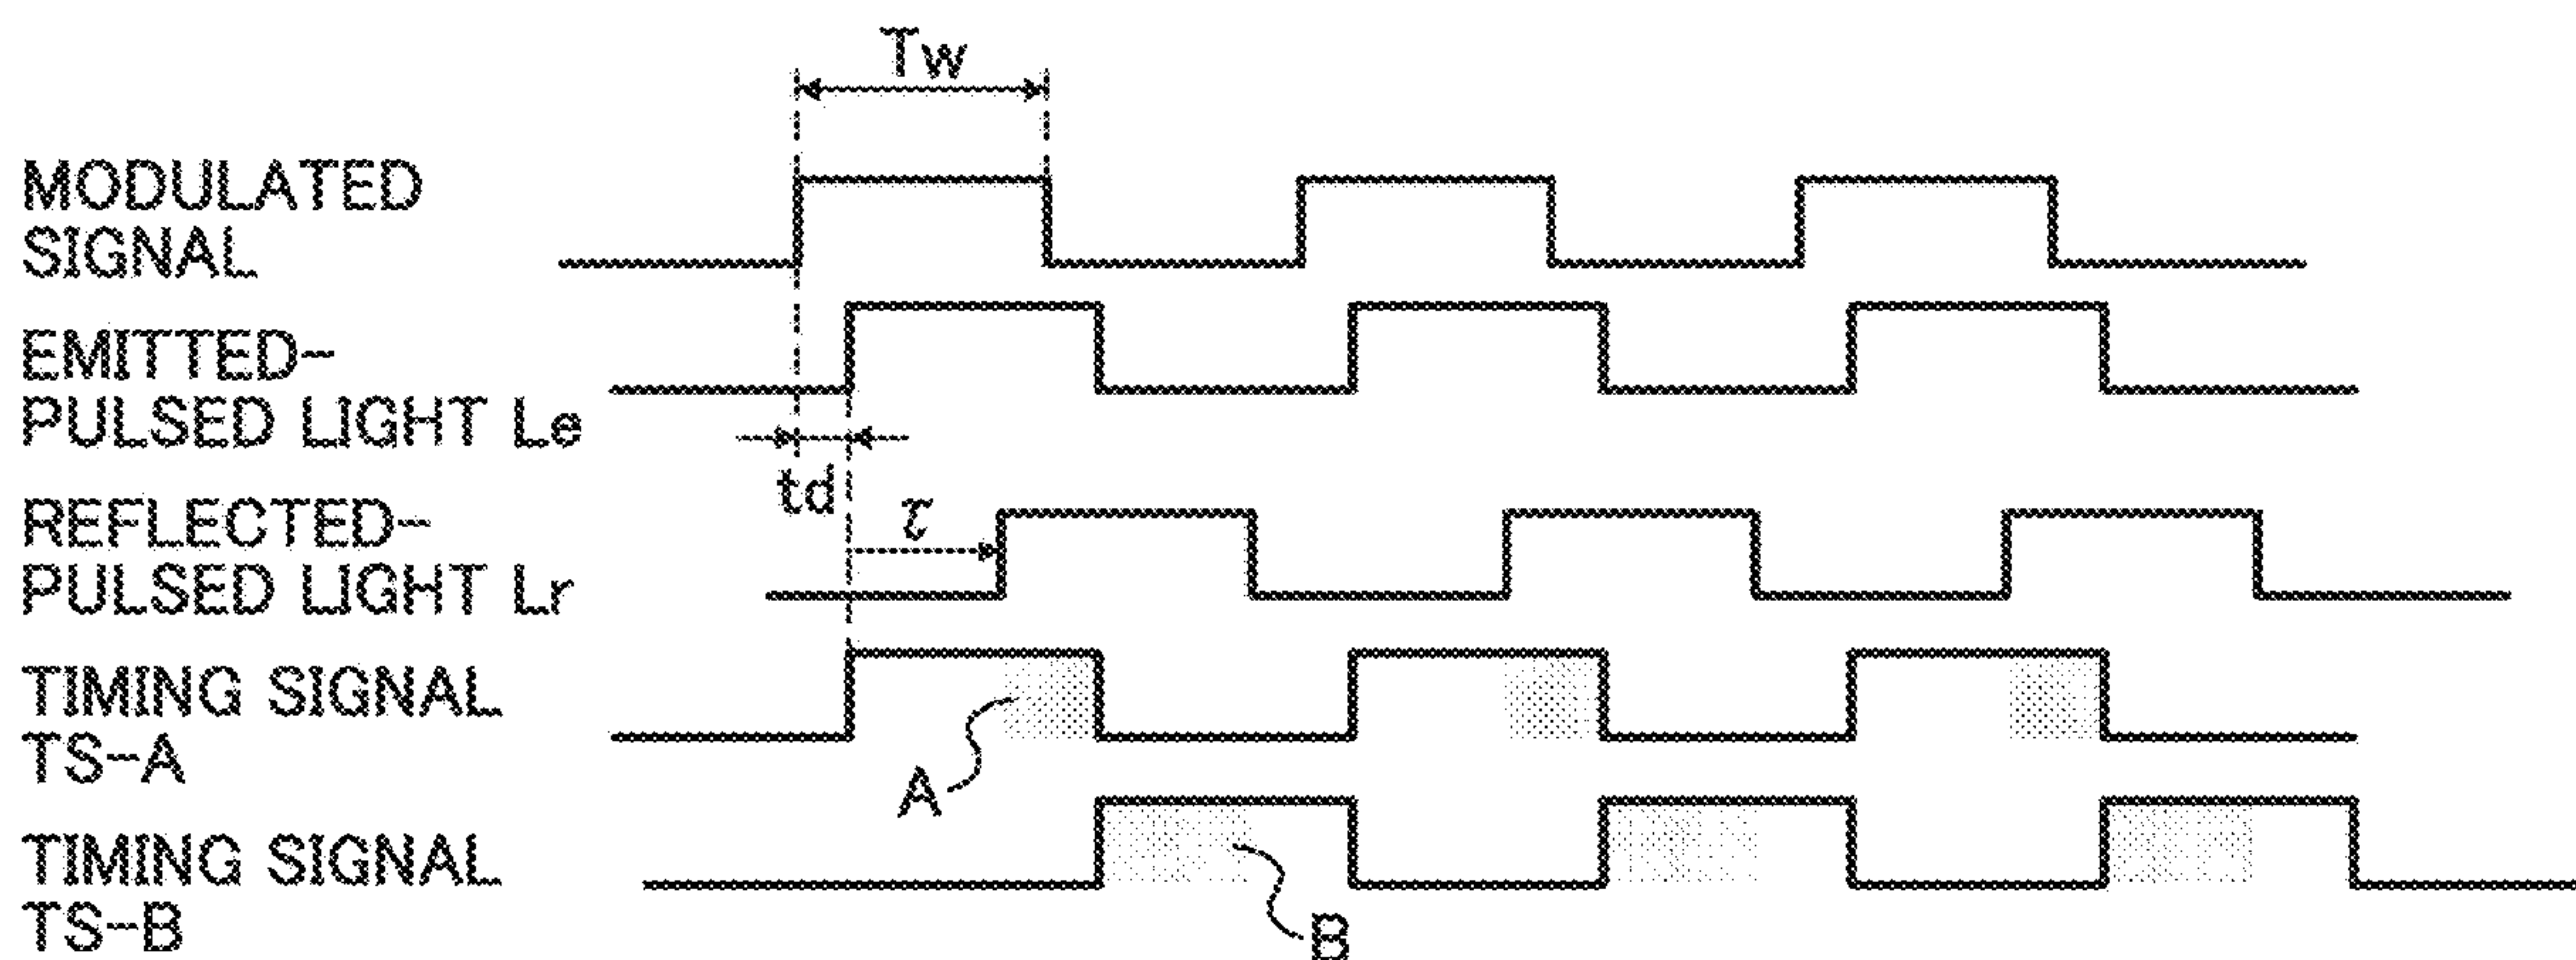 Tw
MODULATED
SIGNAL
EMITTED-
PULSED LIGHT Le
td
τ
REFLECTED-
PULSED LIGHT Lr
TIMING SIGNAL
TS-A
A
TIMING SIGNAL
TS-B
B